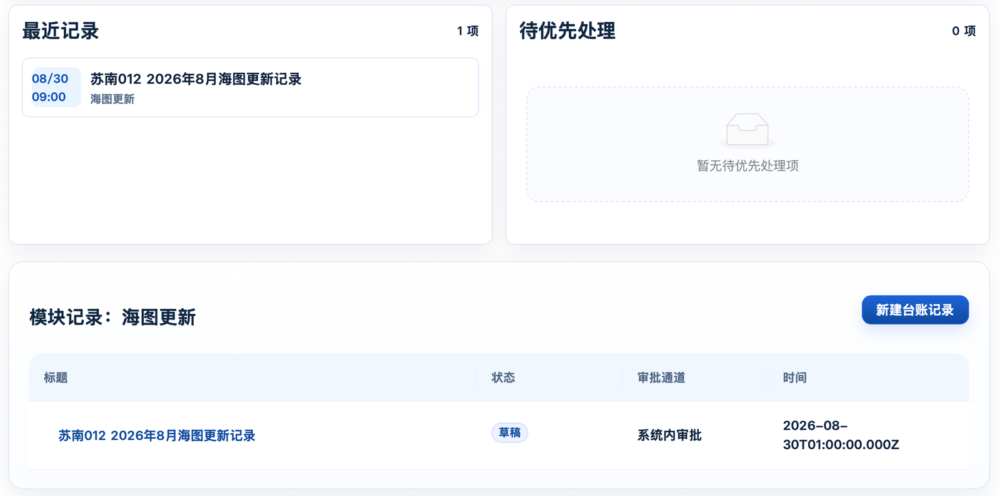 最近记录
1 项
08/30
09:00
苏南012 2026年8月海图更新记录
海图更新
待优先处理
0 项
暂无待优先处理项
模块记录：海图更新
新建台账记录
标题
状态
审批通道
时间
苏南012 2026年8月海图更新记录
草稿
系统内审批
2026-08-
30T01:00:00.000Z